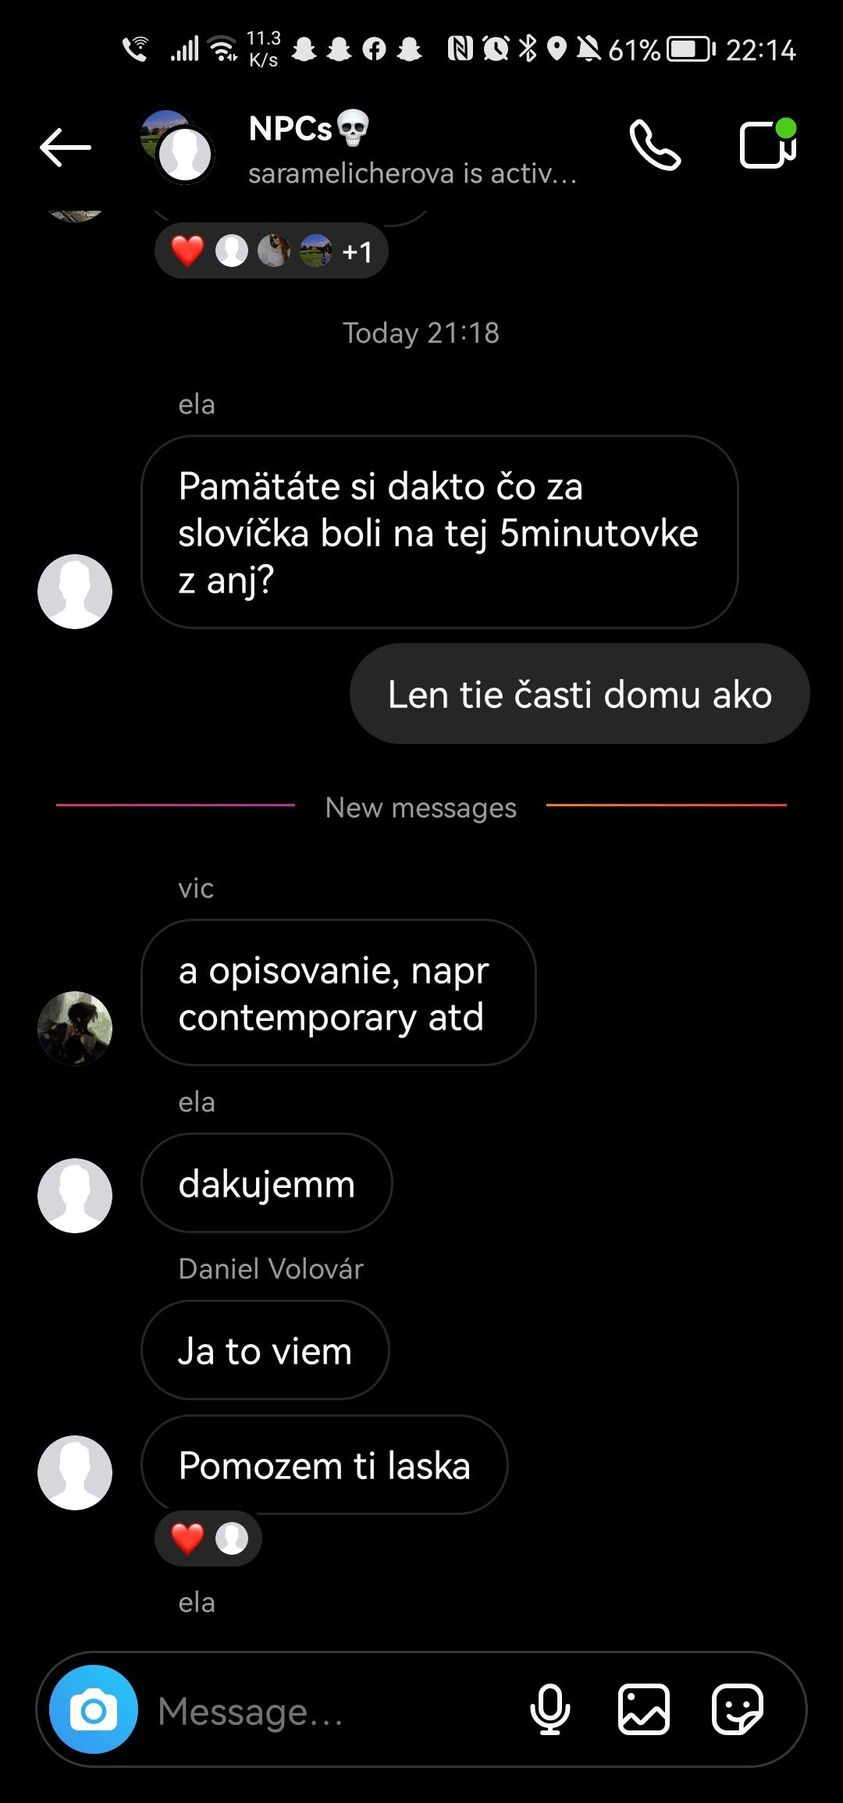 11.3
K/s
61%
22:14
NPCs💀
saramelicherova is activ...
❤️ +1
Today 21:18
ela
Pamätáte si dakto čo za
slovíčka boli na tej 5minutovke
z anj?
Len tie časti domu ako
New messages
vic
a opisovanie, napr
contemporary atd
ela
dakujemm
Daniel Volovár
Ja to viem
Pomozem ti laska
❤️
ela
Message...